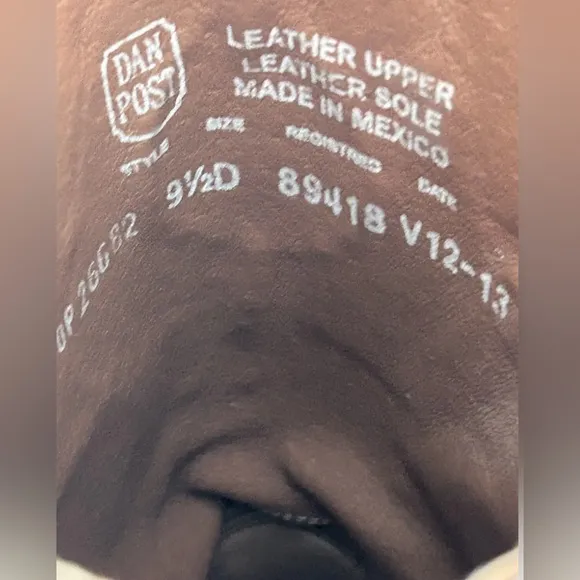 DAN
POST
LEATHER UPPER
LEATHER SOLE
MADE IN MEXICO
STYLE SIZE REGISTRED DATE
DP 26682 9½D 89418 V12-13